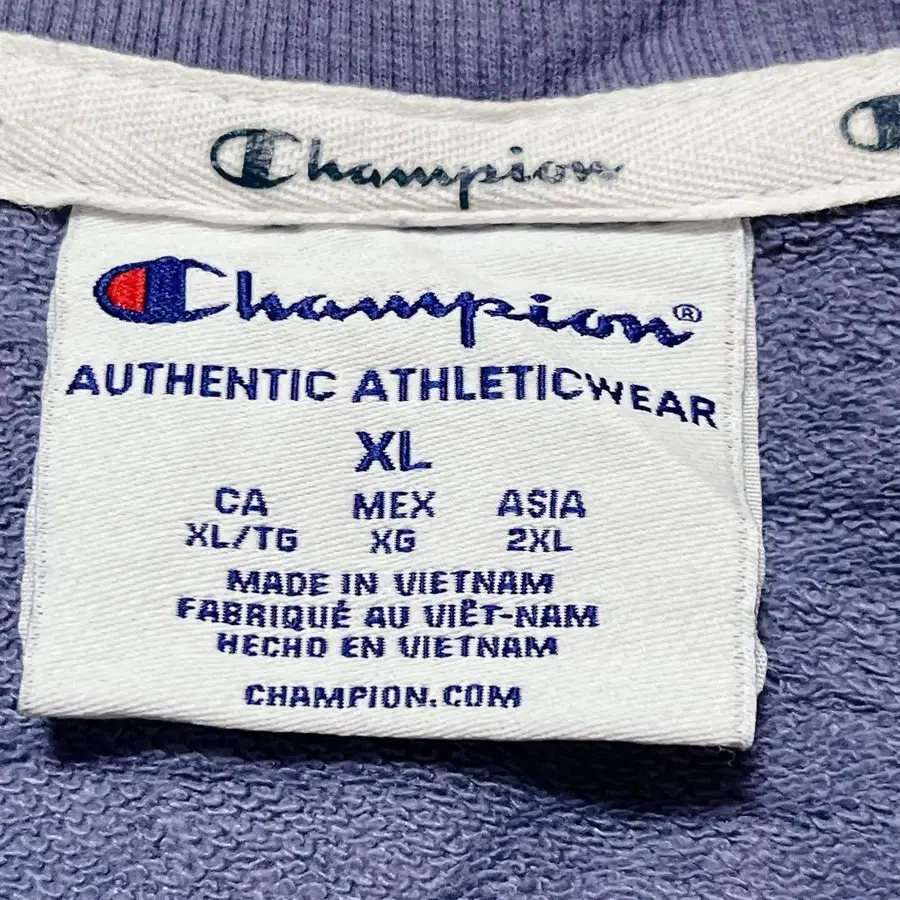 Champion
Champion®
AUTHENTIC ATHLETICWEAR
XL
CA MEX ASIA
XL/TG XG 2XL
MADE IN VIETNAM
FABRIQUÉ AU VIÊT-NAM
HECHO EN VIETNAM
CHAMPION.COM